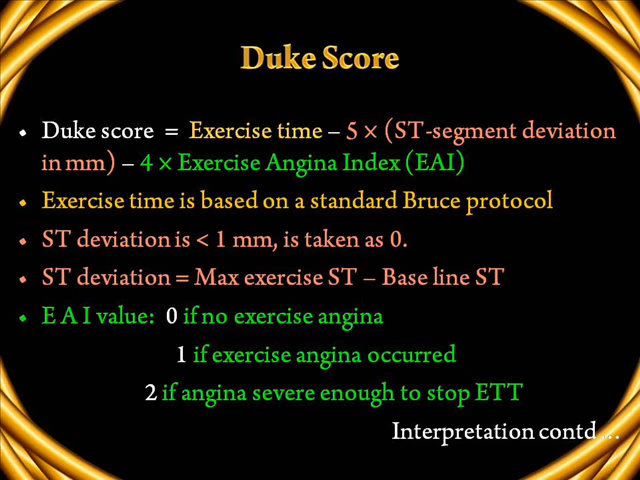 Duke Score
• Duke score = Exercise time – 5 × (ST-segment deviation
in mm) – 4 × Exercise Angina Index (EAI)
• Exercise time is based on a standard Bruce protocol
• ST deviation is < 1 mm, is taken as 0.
• ST deviation = Max exercise ST – Base line ST
• E A I value: 0 if no exercise angina
1 if exercise angina occurred
2 if angina severe enough to stop ETT
Interpretation contd....